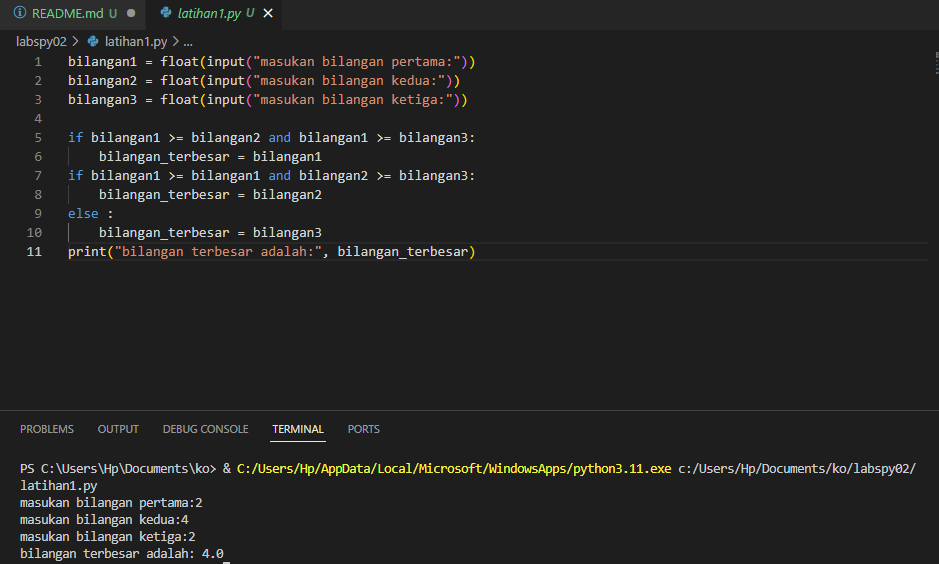 README.md U ● latihan1.py U ×
labspy02 > latihan1.py > ...
1 bilangan1 = float(input("masukan bilangan pertama:"))
2 bilangan2 = float(input("masukan bilangan kedua:"))
3 bilangan3 = float(input("masukan bilangan ketiga:"))
4
5 if bilangan1 >= bilangan2 and bilangan1 >= bilangan3:
6     bilangan_terbesar = bilangan1
7 if bilangan1 >= bilangan1 and bilangan2 >= bilangan3:
8     bilangan_terbesar = bilangan2
9 else :
10     bilangan_terbesar = bilangan3
11 print("bilangan terbesar adalah:", bilangan_terbesar)
PROBLEMS OUTPUT DEBUG CONSOLE TERMINAL PORTS
PS C:\Users\Hp\Documents\ko> & C:/Users/Hp/AppData/Local/Microsoft/WindowsApps/python3.11.exe c:/Users/Hp/Documents/ko/labspy02/
latihan1.py
masukan bilangan pertama:2
masukan bilangan kedua:4
masukan bilangan ketiga:2
bilangan terbesar adalah: 4.0